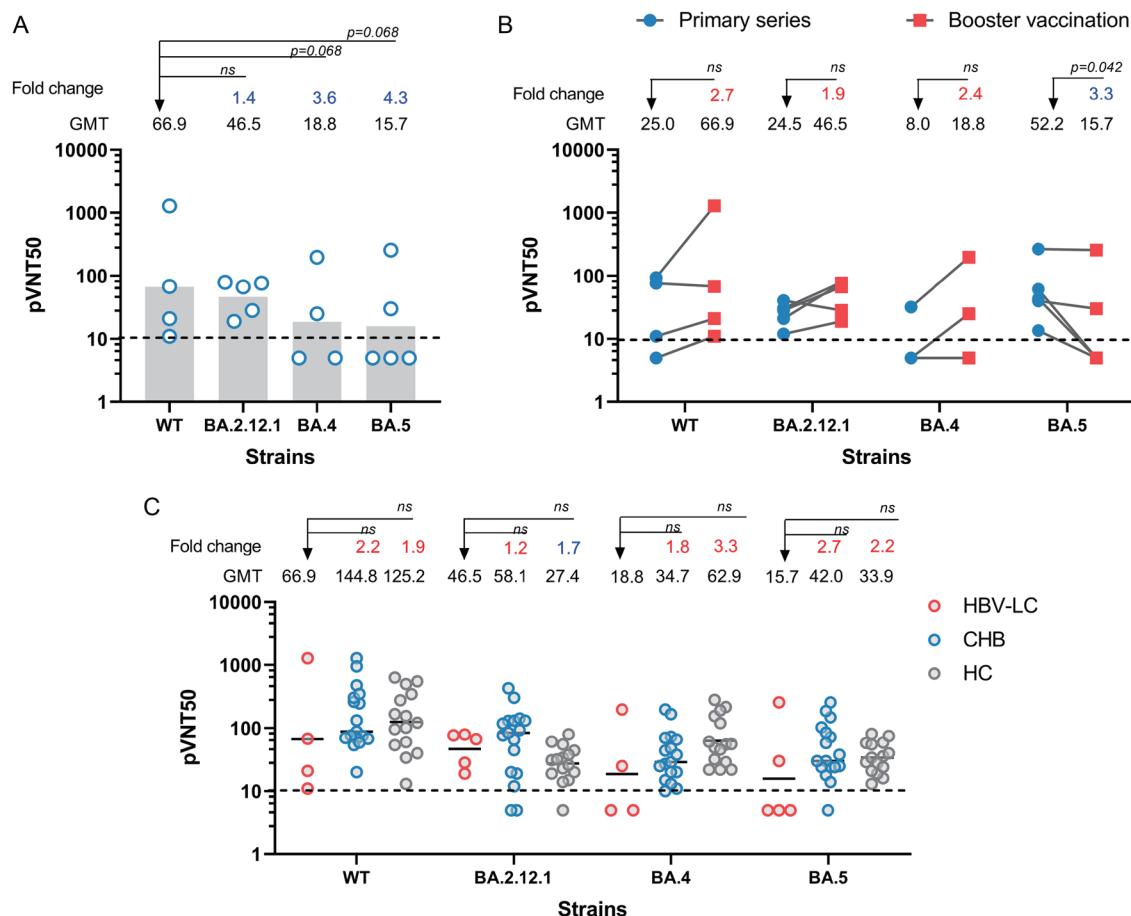 A
p=0.068
p=0.068
ns
Fold change 1.4 3.6 4.3
GMT 66.9 46.5 18.8 15.7
10000
1000
100
10
1
pVNT50
WT BA.2.12.1 BA.4 BA.5
Strains
B
Primary series Booster vaccination
ns ns ns p=0.042
Fold change 2.7 1.9 2.4 3.3
GMT 25.0 66.9 24.5 46.5 8.0 18.8 52.2 15.7
10000
1000
100
10
1
pVNT50
WT BA.2.12.1 BA.4 BA.5
Strains
C
ns ns ns ns
ns ns ns ns
Fold change 2.2 1.9 1.2 1.7 1.8 3.3 2.7 2.2
GMT 66.9 144.8 125.2 46.5 58.1 27.4 18.8 34.7 62.9 15.7 42.0 33.9
10000
1000
100
10
1
pVNT50
HBV-LC
CHB
HC
WT BA.2.12.1 BA.4 BA.5
Strains